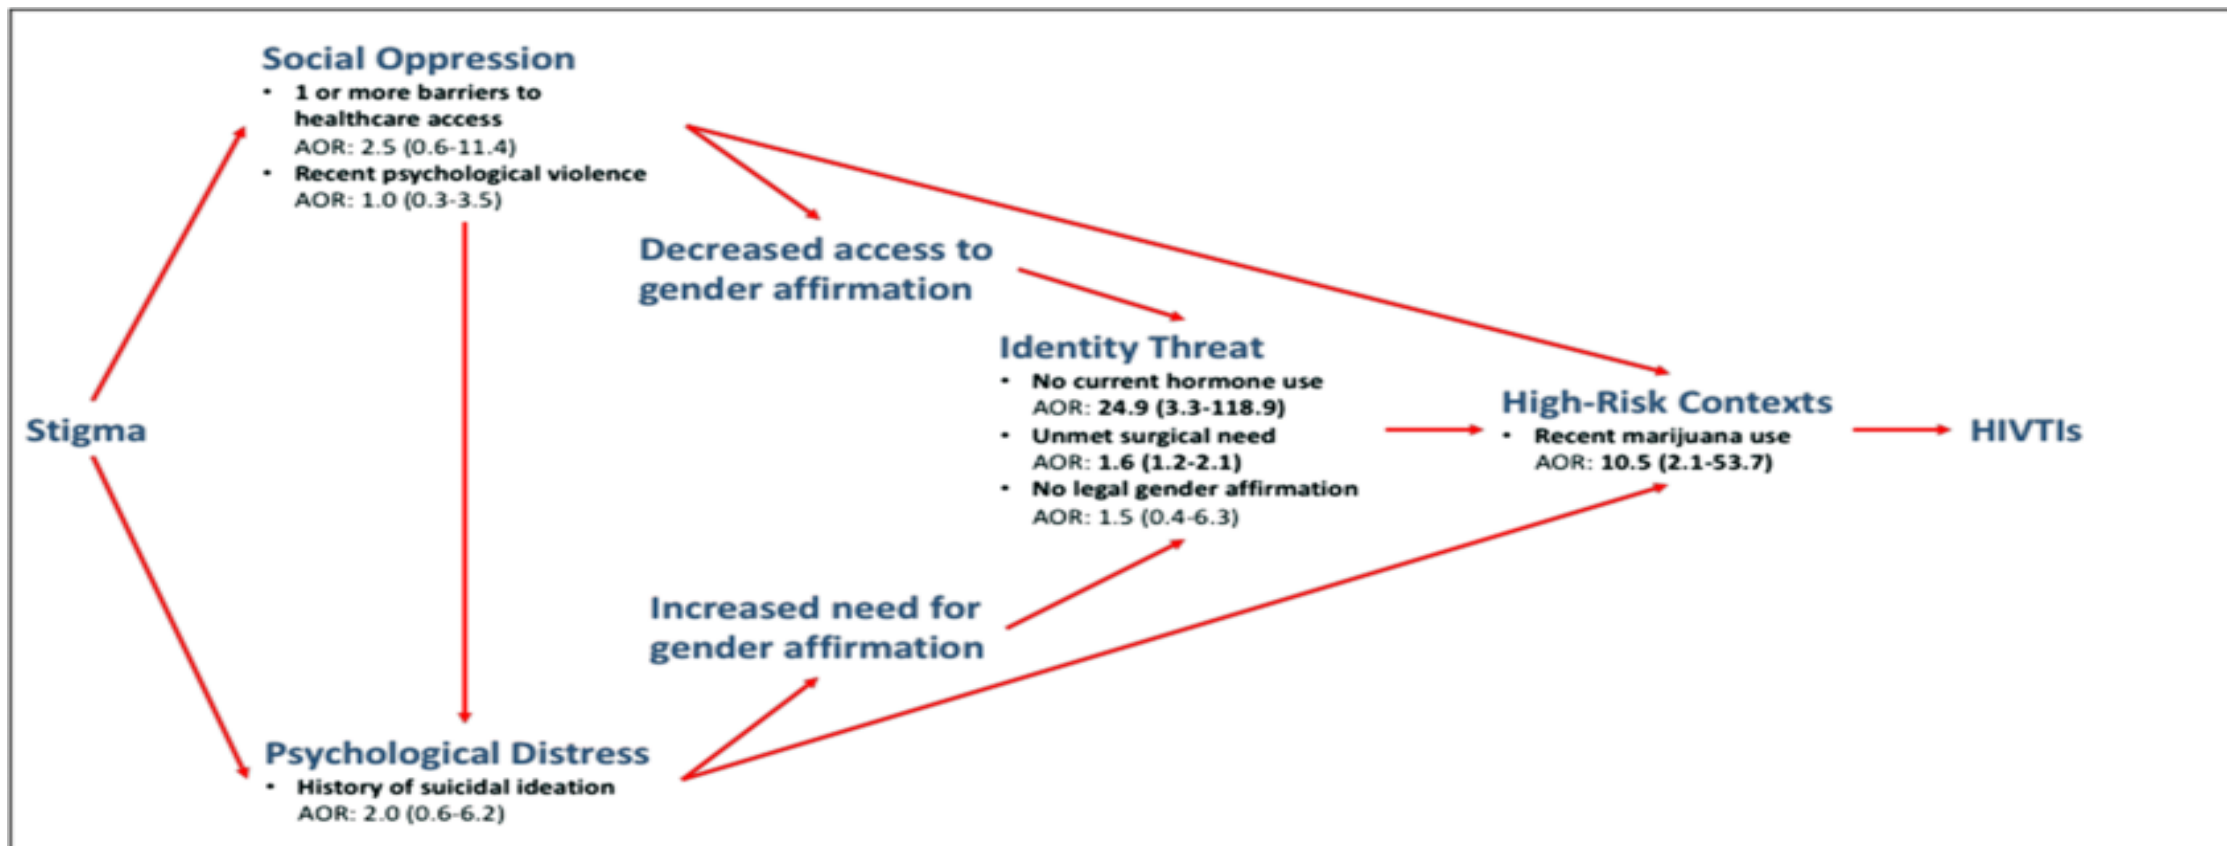 Social Oppression
• 1 or more barriers to
healthcare access
AOR: 2.5 (0.6-11.4)
• Recent psychological violence
AOR: 1.0 (0.3-3.5)
Decreased access to
gender affirmation
Identity Threat
• No current hormone use
AOR: 24.9 (3.3-118.9)
• Unmet surgical need
AOR: 1.6 (1.2-2.1)
• No legal gender affirmation
AOR: 1.5 (0.4-6.3)
High-Risk Contexts
• Recent marijuana use
AOR: 10.5 (2.1-53.7)
HIVTIs
Stigma
Increased need for
gender affirmation
Psychological Distress
• History of suicidal ideation
AOR: 2.0 (0.6-6.2)